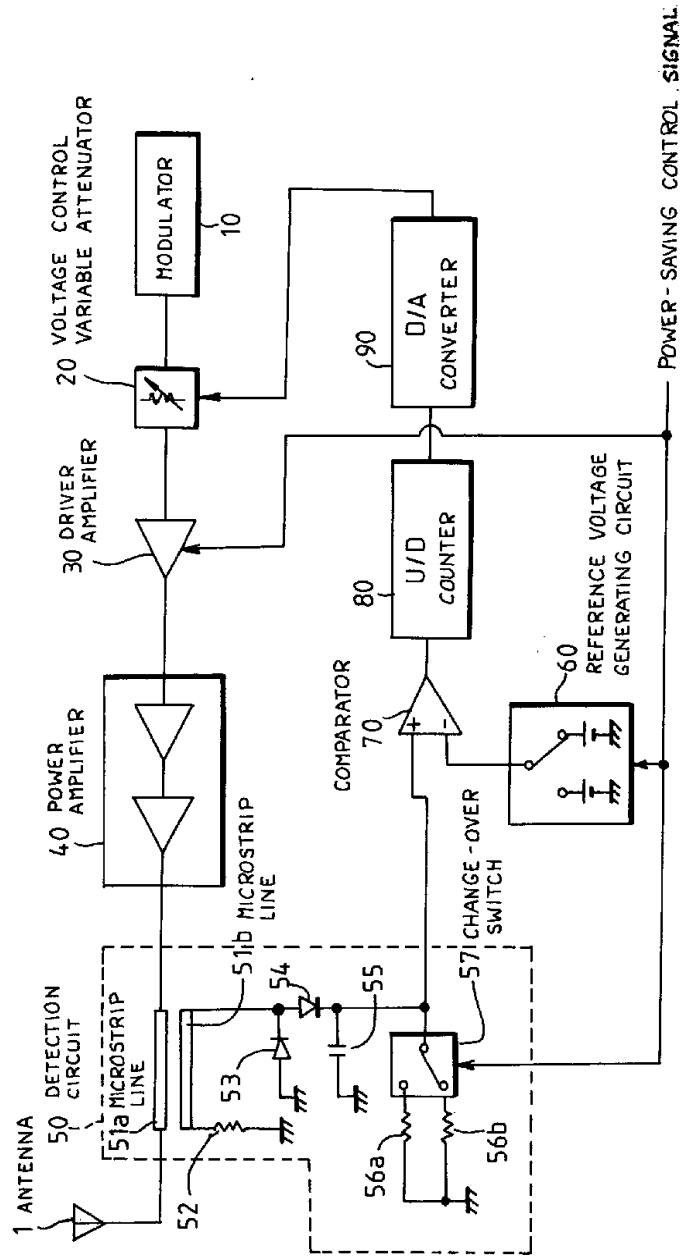 1 ANTENNA
50 DETECTION
CIRCUIT
51a MICROSTRIP
LINE
51b MICROSTRIP
LINE
52
53
54
55
56a
56b
57 CHANGE-OVER
SWITCH
40 POWER
AMPLIFIER
30 DRIVER
AMPLIFIER
20 VOLTAGE CONTROL
VARIABLE ATTENUATOR
MODULATOR
10
COMPARATOR
70
+
-
80
U/D
COUNTER
90
D/A
CONVERTER
60
REFERENCE VOLTAGE
GENERATING CIRCUIT
POWER-SAVING CONTROL SIGNAL